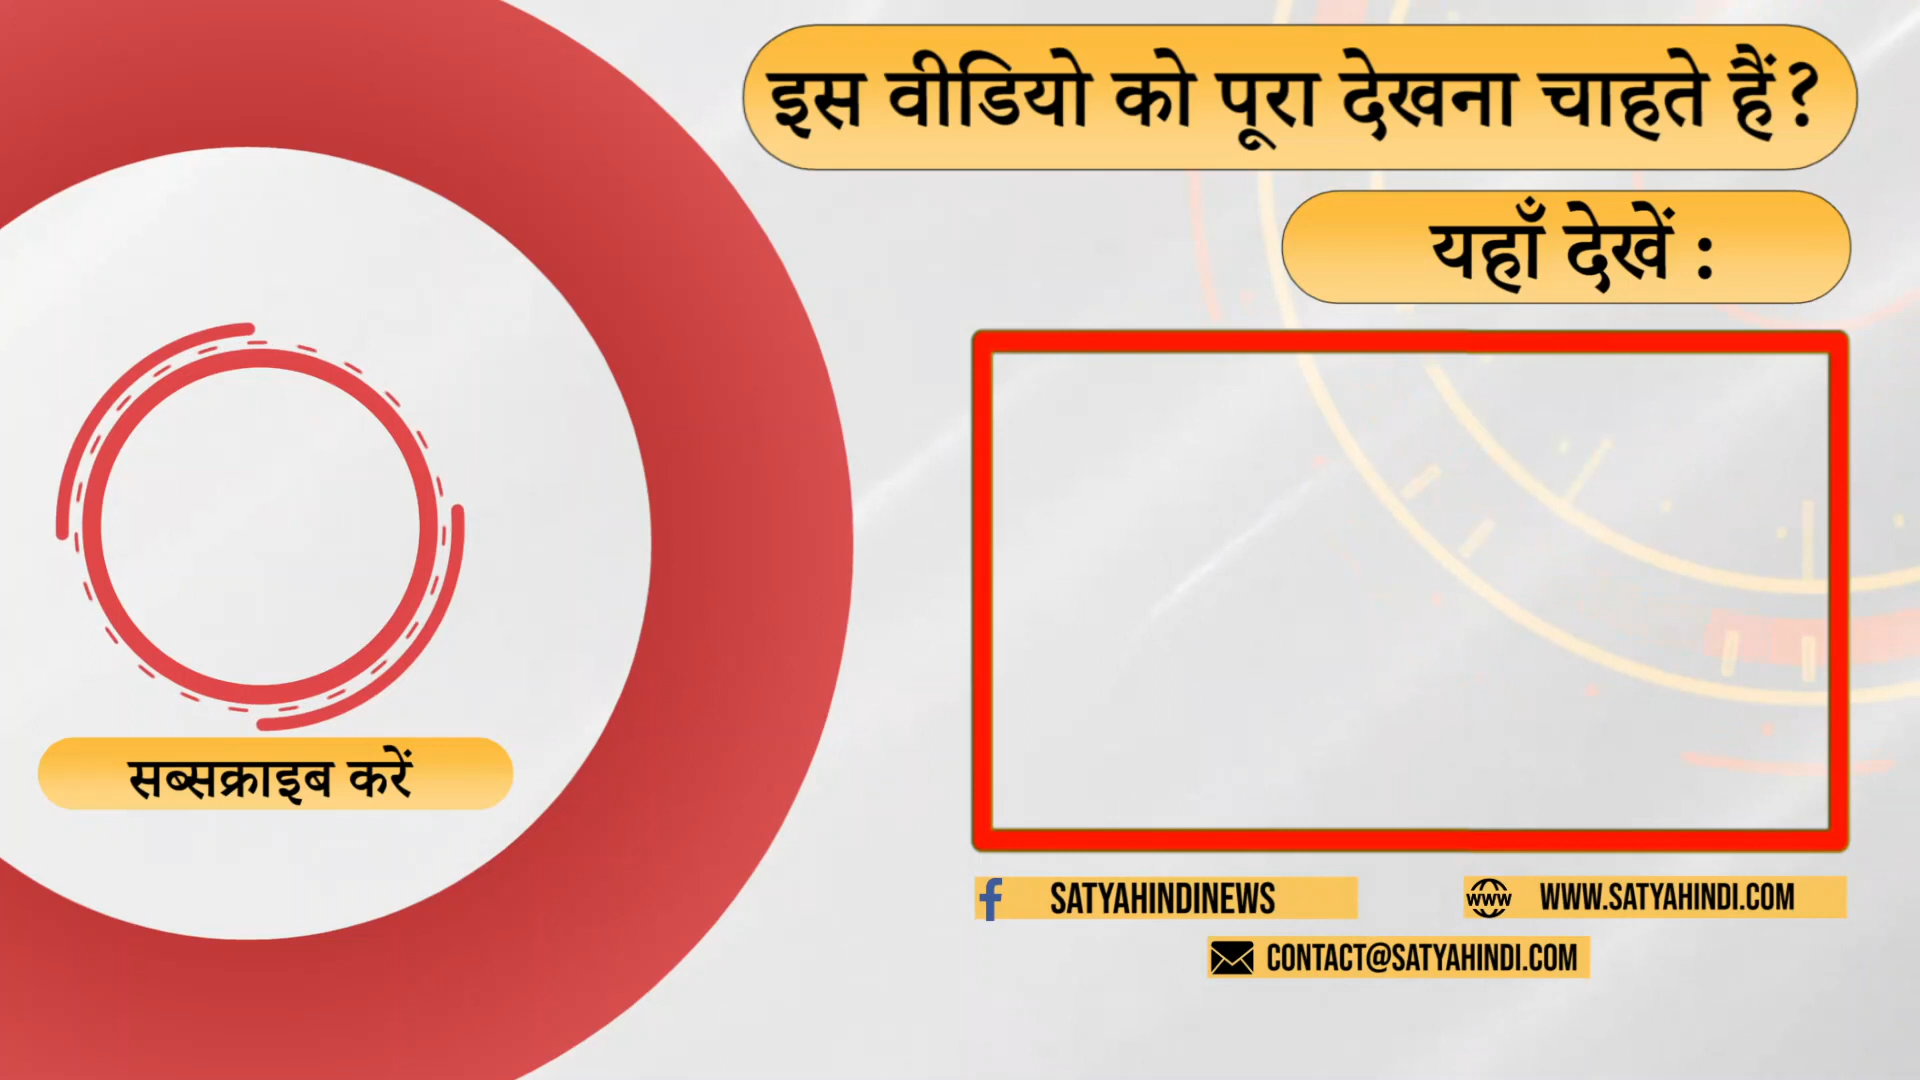 इस वीडियो को पूरा देखना चाहते हैं?
यहाँ देखें :
सब्सक्राइब करें
SATYAHINDINEWS
WWW WWW.SATYAHINDI.COM
CONTACT@SATYAHINDI.COM